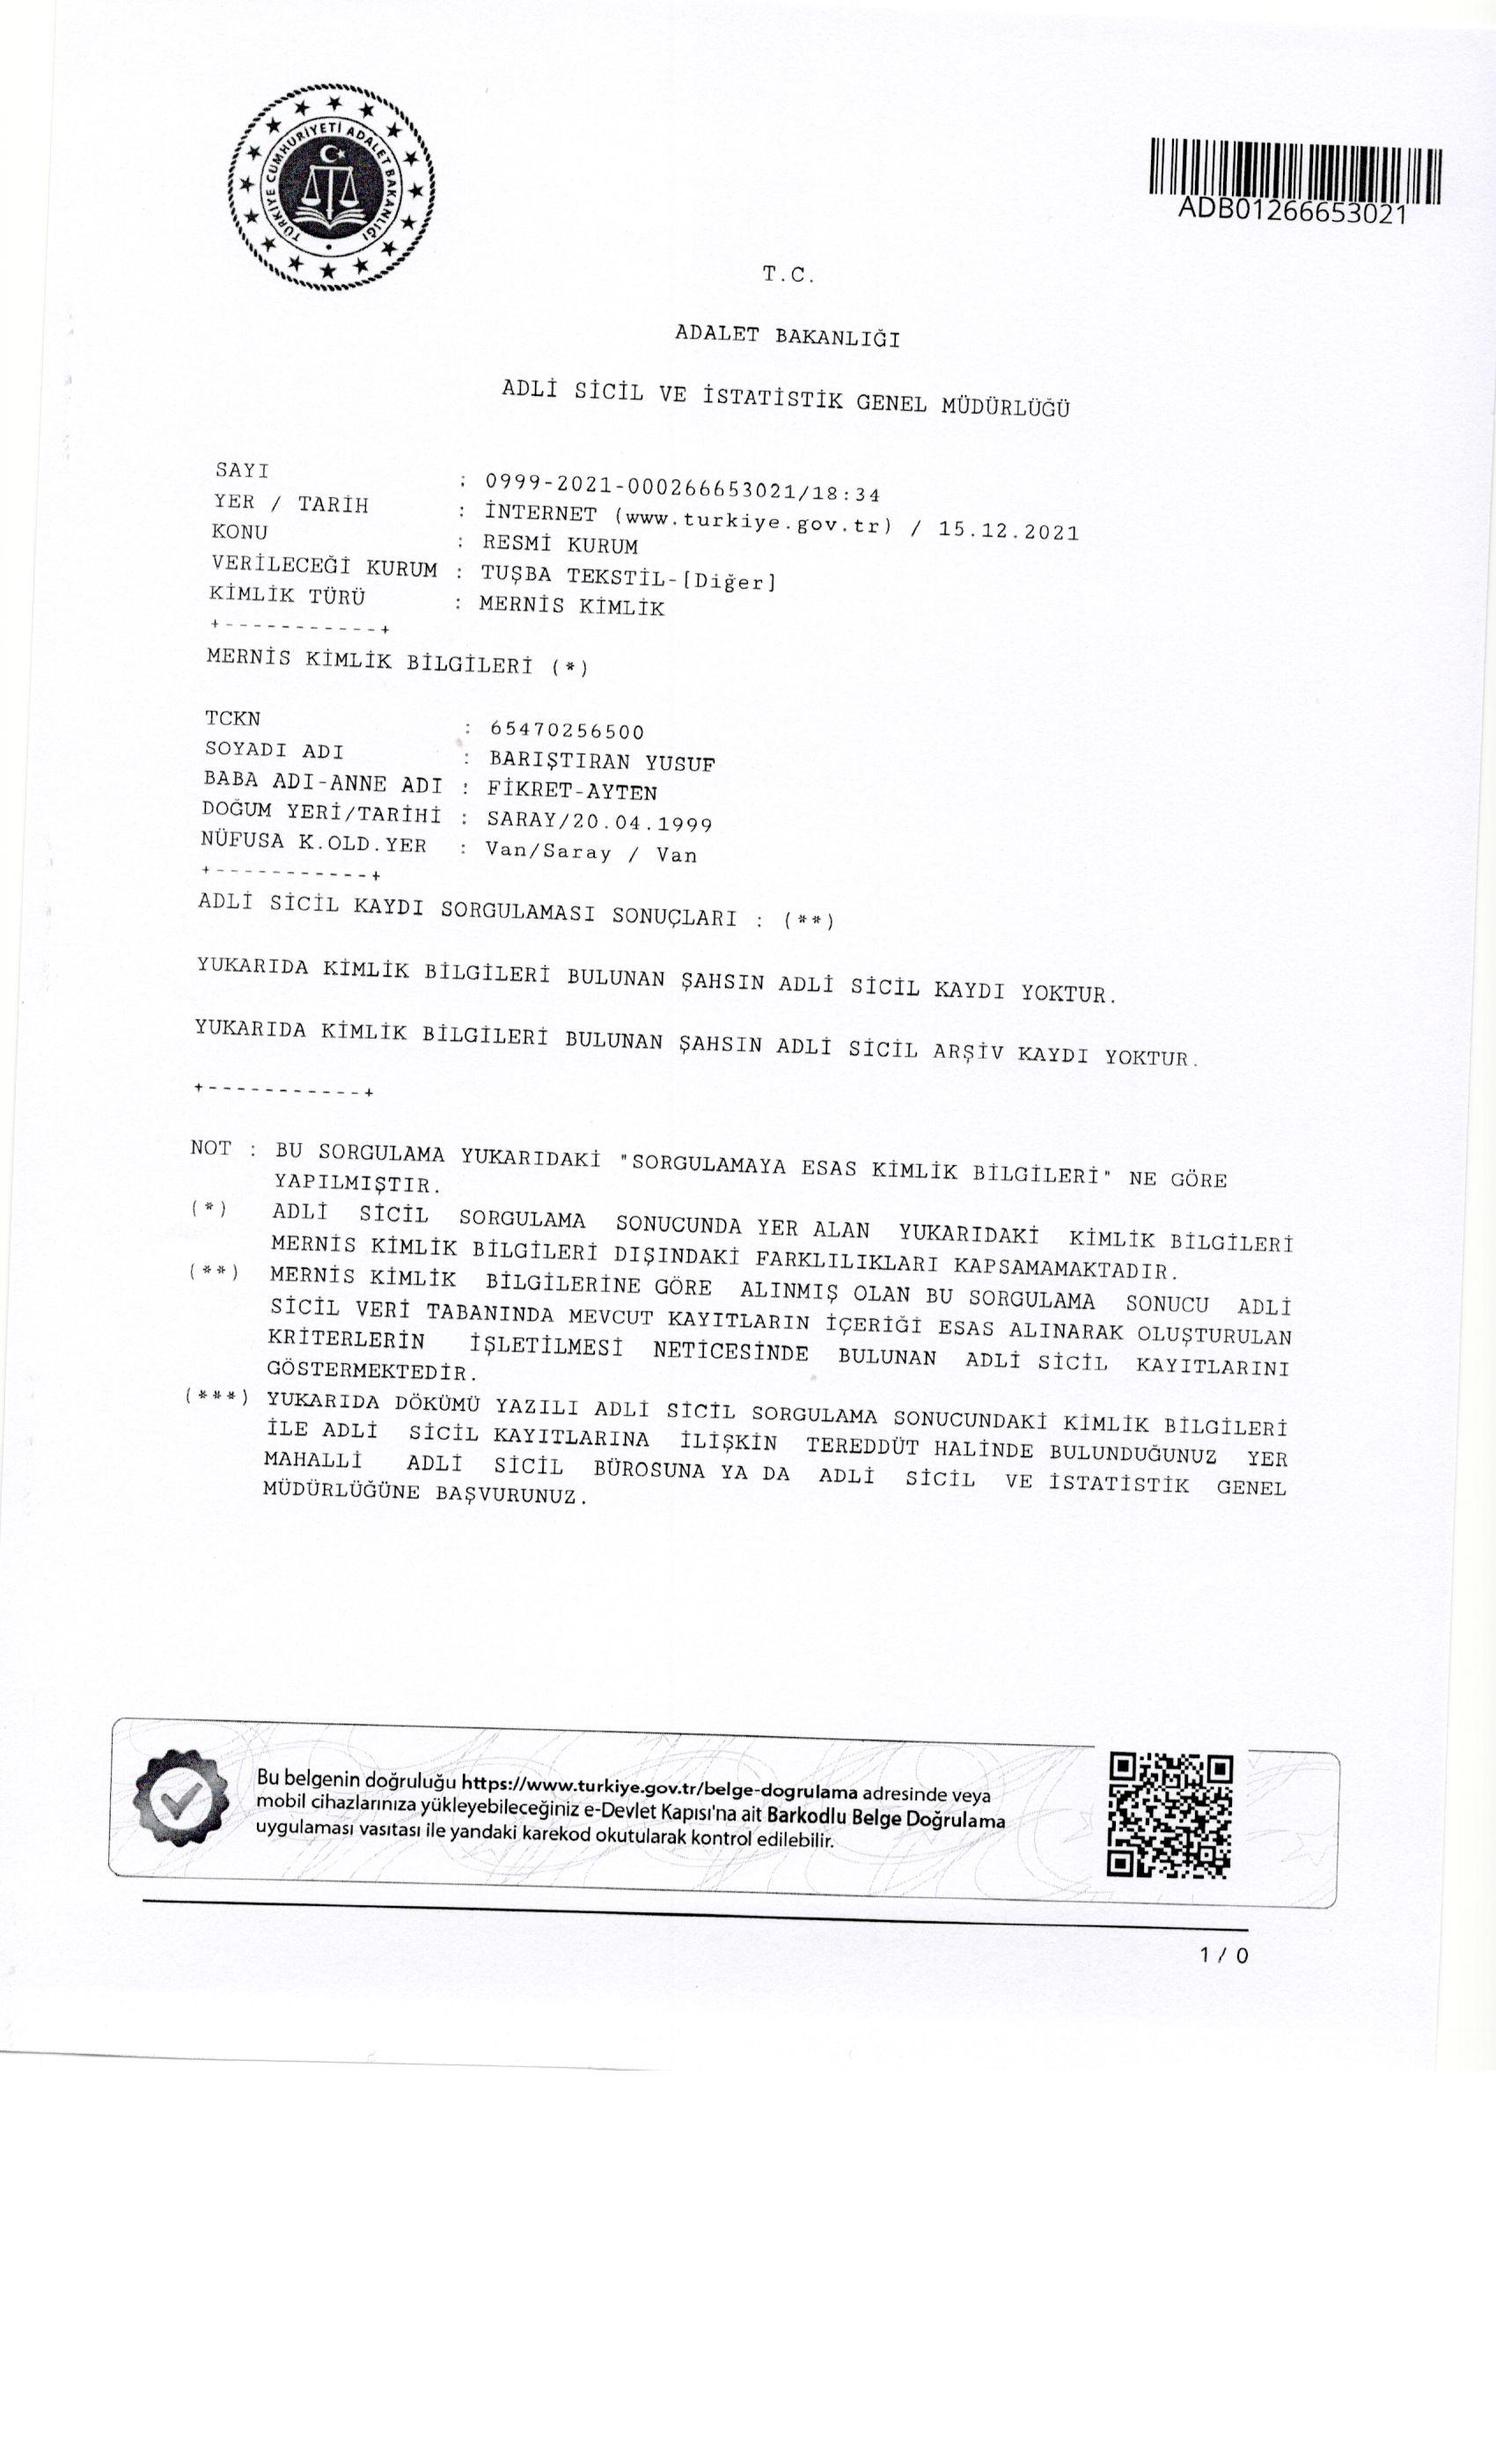 TÜRKİYE CUMHURİYETİ ADALET BAKANLIĞI
ADB01266653021
T.C.
ADALET BAKANLIĞI
ADLİ SİCİL VE İSTATİSTİK GENEL MÜDÜRLÜĞÜ
SAYI : 0999-2021-000266653021/18:34
YER / TARİH : İNTERNET (www.turkiye.gov.tr) / 15.12.2021
KONU : RESMİ KURUM
VERİLECEĞİ KURUM : TUŞBA TEKSTİL-[Diğer]
KİMLİK TÜRÜ : MERNİS KİMLİK
+-----------+
MERNİS KİMLİK BİLGİLERİ (*)
TCKN : 65470256500
SOYADI ADI : BARIŞTIRAN YUSUF
BABA ADI-ANNE ADI : FİKRET-AYTEN
DOĞUM YERİ/TARİHİ : SARAY/20.04.1999
NÜFUSA K.OLD.YER : Van/Saray / Van
+-----------+
ADLİ SİCİL KAYDI SORGULAMASI SONUÇLARI : (**)
YUKARIDA KİMLİK BİLGİLERİ BULUNAN ŞAHSIN ADLİ SİCİL KAYDI YOKTUR.
YUKARIDA KİMLİK BİLGİLERİ BULUNAN ŞAHSIN ADLİ SİCİL ARŞİV KAYDI YOKTUR.
+-----------+
NOT : BU SORGULAMA YUKARIDAKİ "SORGULAMAYA ESAS KİMLİK BİLGİLERİ" NE GÖRE
YAPILMIŞTIR.
(*) ADLİ SİCİL SORGULAMA SONUCUNDA YER ALAN YUKARIDAKİ KİMLİK BİLGİLERİ
MERNİS KİMLİK BİLGİLERİ DIŞINDAKİ FARKLILIKLARI KAPSAMAMAKTADIR.
(**) MERNİS KİMLİK BİLGİLERİNE GÖRE ALINMIŞ OLAN BU SORGULAMA SONUCU ADLİ
SİCİL VERİ TABANINDA MEVCUT KAYITLARIN İÇERİĞİ ESAS ALINARAK OLUŞTURULAN
KRİTERLERİN İŞLETİLMESİ NETİCESİNDE BULUNAN ADLİ SİCİL KAYITLARINI
GÖSTERMEKTEDİR.
(***) YUKARIDA DÖKÜMÜ YAZILI ADLİ SİCİL SORGULAMA SONUCUNDAKİ KİMLİK BİLGİLERİ
İLE ADLİ SİCİL KAYITLARINA İLİŞKİN TEREDDÜT HALİNDE BULUNDUĞUNUZ YER
MAHALLİ ADLİ SİCİL BÜROSUNA YA DA ADLİ SİCİL VE İSTATİSTİK GENEL
MÜDÜRLÜĞÜNE BAŞVURUNUZ.
Bu belgenin doğruluğu https://www.turkiye.gov.tr/belge-dogrulama adresinde veya
mobil cihazlarınıza yükleyebileceğiniz e-Devlet Kapısı'na ait Barkodlu Belge Doğrulama
uygulaması vasıtası ile yandaki karekod okutularak kontrol edilebilir.
1 / 0